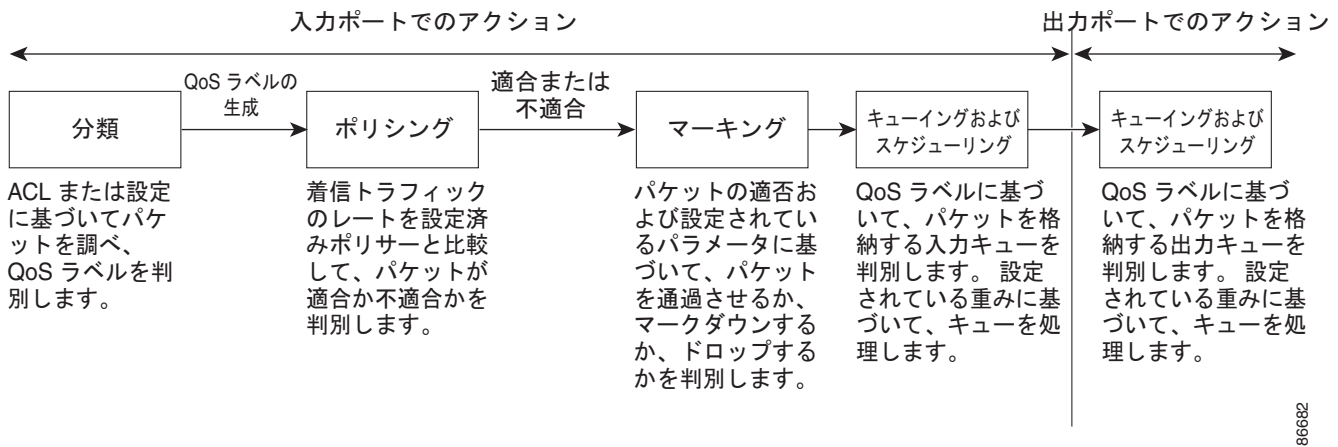 入力ポートでのアクション
出力ポートでのアクション
分類
QoS ラベルの
生成
ポリシング
適合または
不適合
マーキング
キューイングおよび
スケジューリング
キューイングおよび
スケジューリング
ACL または設定
に基づいてパケ
ットを調べ、
QoS ラベルを判
別します。
着信トラフィック
のレートを設定済
みポリサーと比較
して、パケットが
適合か不適合かを
判別します。
パケットの適否お
よび設定されてい
るパラメータに基
づいて、パケット
を通過させるか、
マークダウンする
か、ドロップする
かを判別します。
QoS ラベルに基づ
いて、パケットを格
納する入力キューを
判別します。 設定
されている重みに基
づいて、キューを処
理します。
QoS ラベルに基づ
いて、パケットを格
納する出力キューを
判別します。 設定
されている重みに基
づいて、キューを処
理します。
86682